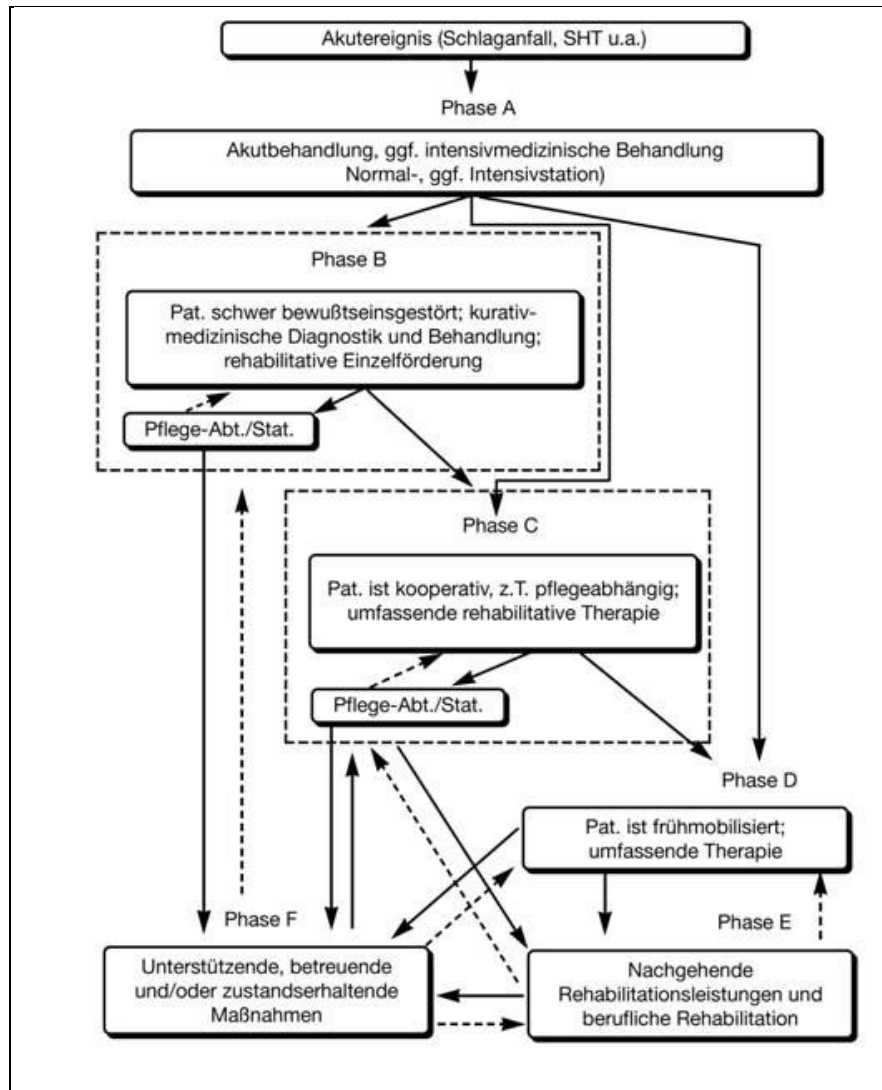 Akutereignis (Schlaganfall, SHT u.a.)
Phase A
Akutbehandlung, ggf. intensivmedizinische Behandlung
Normal-, ggf. Intensivstation)
Phase B
Pat. schwer bewußtseinsgestört; kurativ-
medizinische Diagnostik und Behandlung;
rehabilitative Einzelförderung
Pflege-Abt./Stat.
Phase C
Pat. ist kooperativ, z.T. pflegeabhängig;
umfassende rehabilitative Therapie
Pflege-Abt./Stat.
Phase D
Pat. ist frühmobilisiert;
umfassende Therapie
Phase F
Unterstützende, betreuende
und/oder zustandserhaltende
Maßnahmen
Phase E
Nachgehende
Rehabilitationsleistungen und
berufliche Rehabilitation